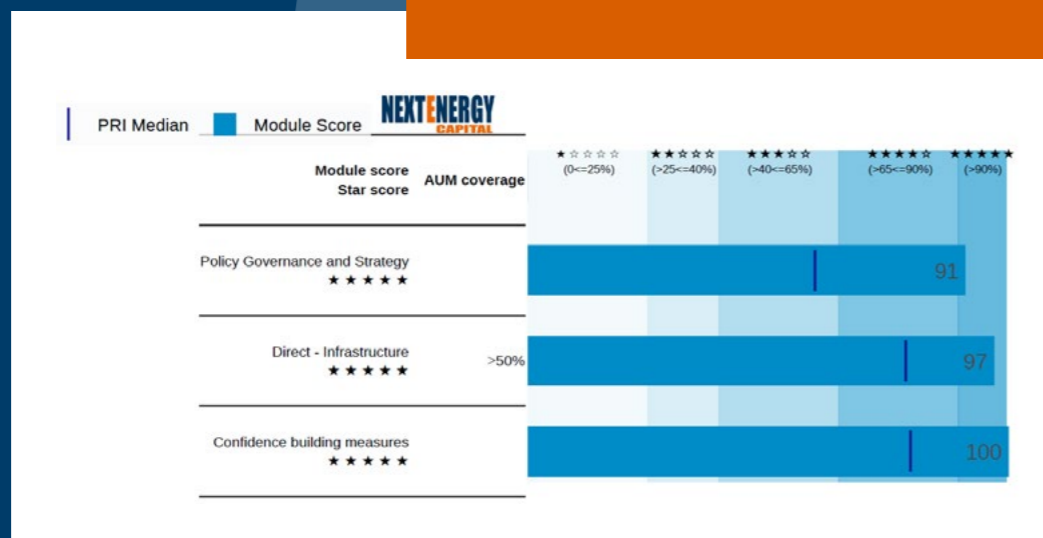 PRI Median
Module Score
NEXTENERGY
CAPITAL
Module score
Star score
AUM coverage
★☆☆☆☆ ★★☆☆☆ ★★★☆☆ ★★★★☆ ★★★★★
(0<=25%) (>25<=40%) (>40<=65%) (>65<=90%) (>90%)
Policy Governance and Strategy
★★★★★
91
Direct - Infrastructure
★★★★★
>50%
97
Confidence building measures
★★★★★
100